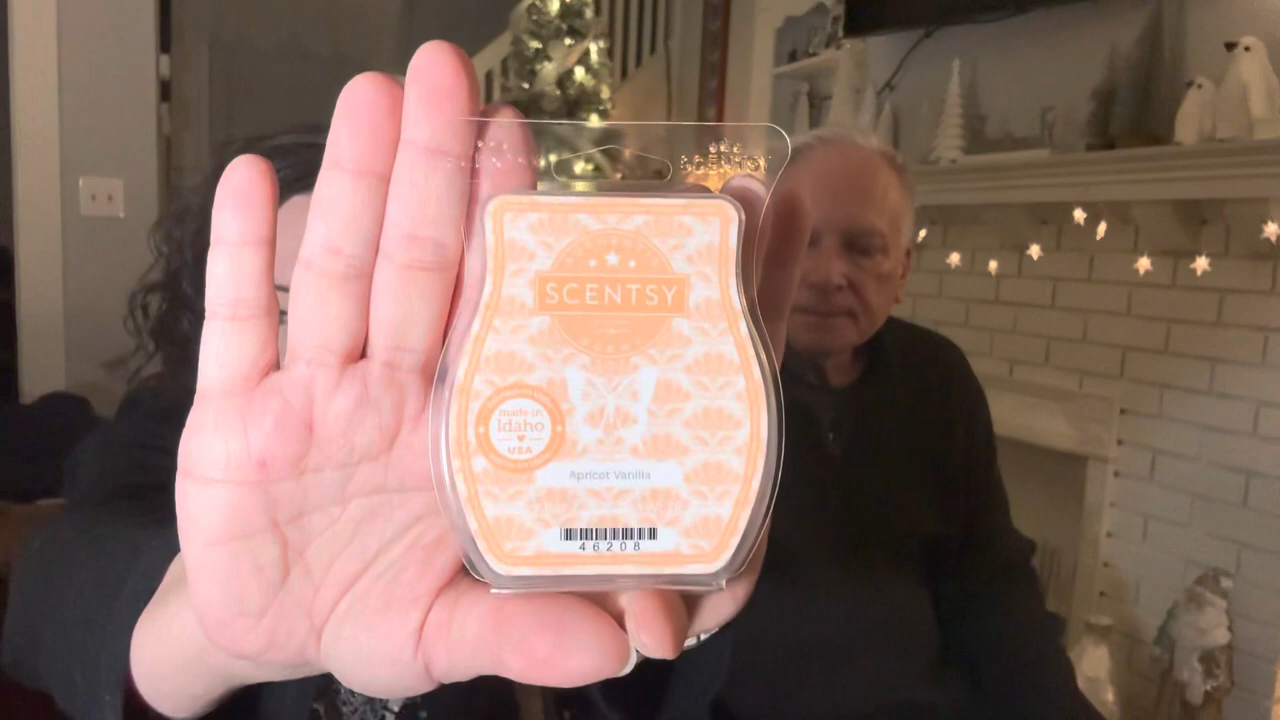 SCENTSY
SCENTSY
made in
Idaho
USA
Apricot Vanilla
46208